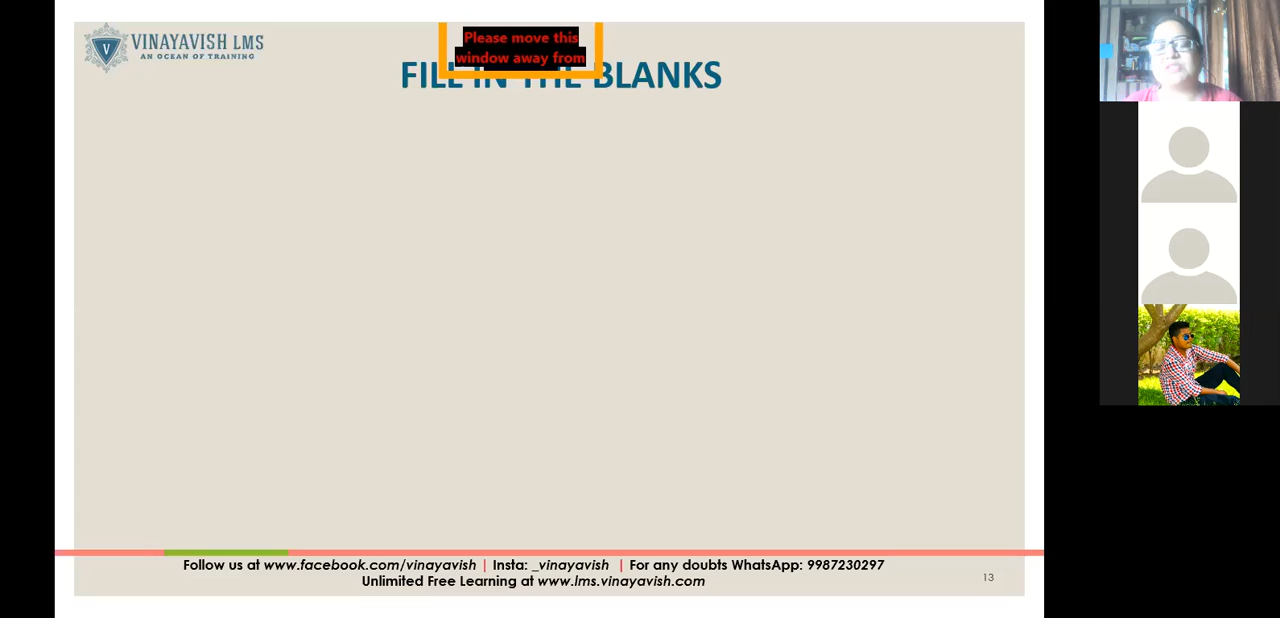 VINAYAVISH LMS
AN OCEAN OF TRAINING
V
Please move this
window away from
FILL IN THE BLANKS
Follow us at www.facebook.com/vinayavish | Insta: _vinayavish | For any doubts WhatsApp: 9987230297
Unlimited Free Learning at www.lms.vinayavish.com
13